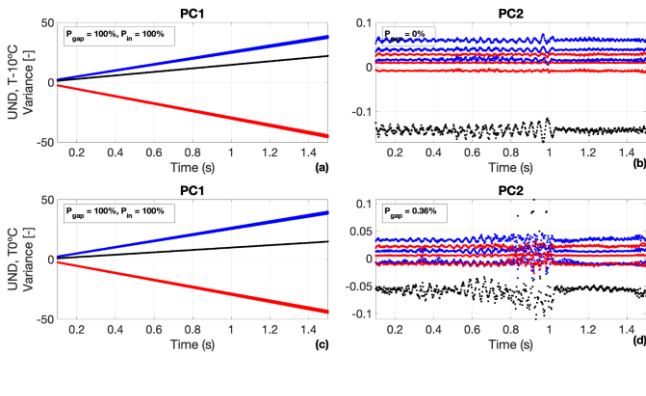 PC1
PC2
UND, T-10ºC
Variance [-]
50
0
-50
P_gap = 100%, P_in = 100%
0.2 0.4 0.6 0.8 1 1.2 1.4
Time (s)
(a)
0.1
0
-0.1
P_gap = 0%
0.2 0.4 0.6 0.8 1 1.2 1.4
Time (s)
(b)
PC1
PC2
UND, T0ºC
Variance [-]
50
0
-50
P_gap = 100%, P_in = 100%
0.2 0.4 0.6 0.8 1 1.2 1.4
Time (s)
(c)
0.1
0.05
0
-0.05
-0.1
P_gap = 0.36%
0.2 0.4 0.6 0.8 1 1.2 1.4
Time (s)
(d)